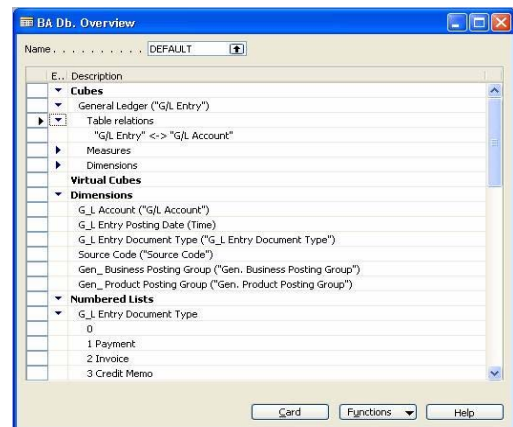 BA Db. Overview
Name . . . . . . . . . . DEFAULT
E.. Description
Cubes
General Ledger ("G/L Entry")
Table relations
"G/L Entry" <-> "G/L Account"
Measures
Dimensions
Virtual Cubes
Dimensions
G_L Account ("G/L Account")
G_L Entry Posting Date (Time)
G_L Entry Document Type ("G_L Entry Document Type")
Source Code ("Source Code")
Gen_ Business Posting Group ("Gen. Business Posting Group")
Gen_ Product Posting Group ("Gen. Product Posting Group")
Numbered Lists
G_L Entry Document Type
0
1 Payment
2 Invoice
3 Credit Memo
Card Functions Help